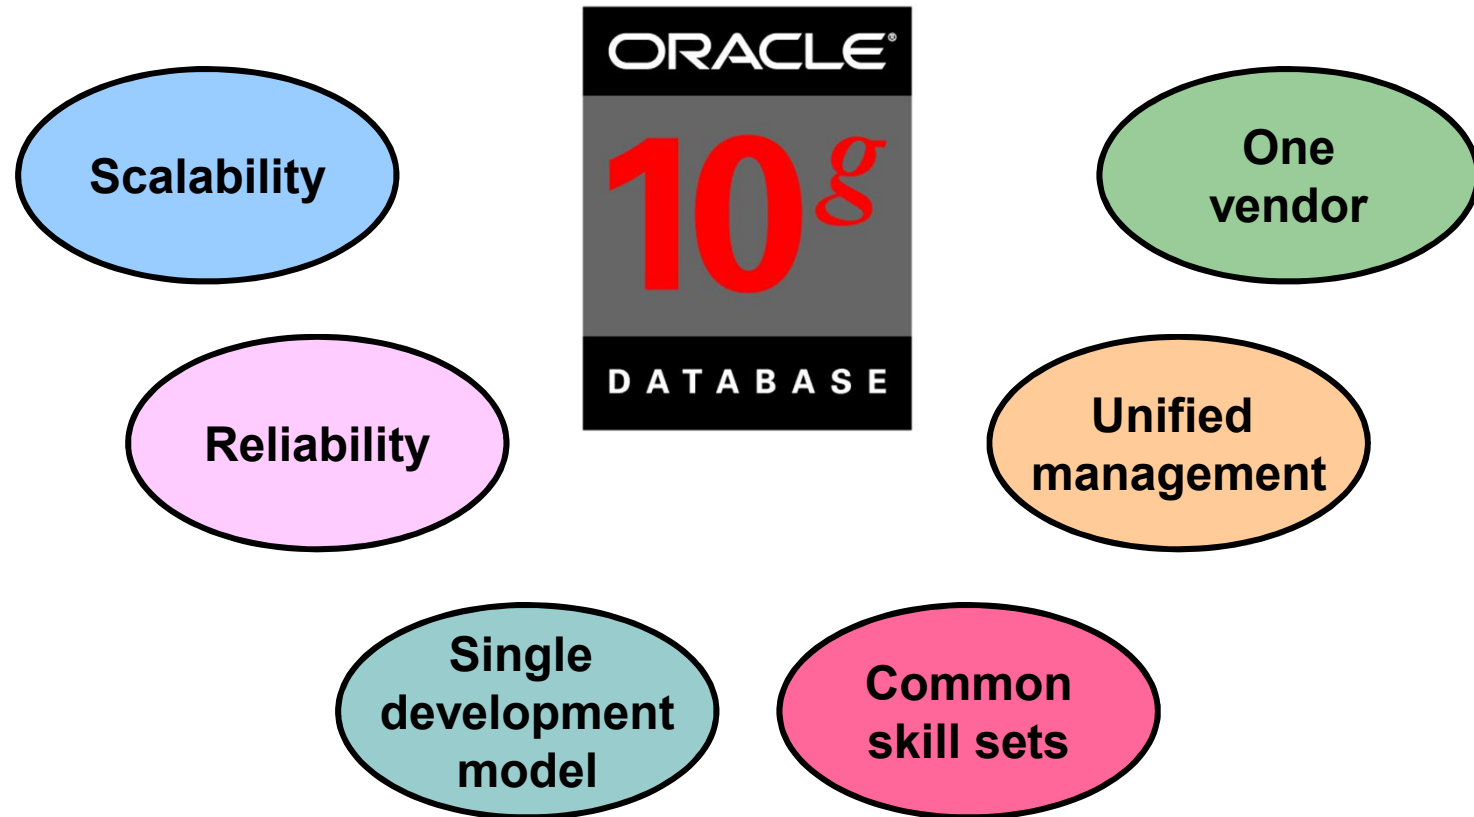 ORACLE®
10g
DATABASE
Scalability
One
vendor
Reliability
Unified
management
Single
development
model
Common
skill sets